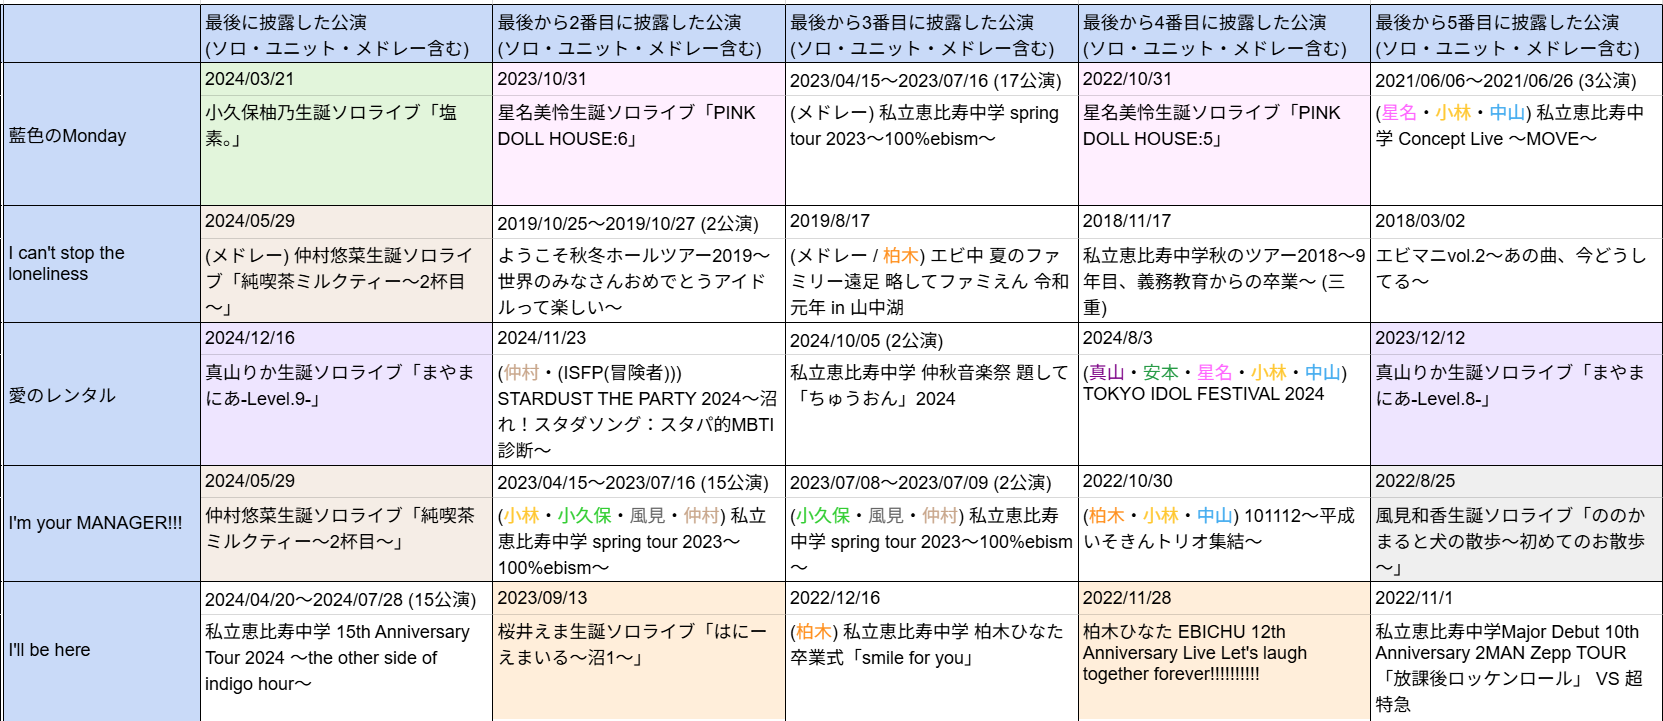 最後に披露した公演
(ソロ・ユニット・メドレー含む)
最後から2番目に披露した公演
(ソロ・ユニット・メドレー含む)
最後から3番目に披露した公演
(ソロ・ユニット・メドレー含む)
最後から4番目に披露した公演
(ソロ・ユニット・メドレー含む)
最後から5番目に披露した公演
(ソロ・ユニット・メドレー含む)
藍色のMonday
2024/03/21
小久保柚乃生誕ソロライブ「塩
素。」
2023/10/31
星名美怜生誕ソロライブ「PINK
DOLL HOUSE:6」
2023/04/15～2023/07/16 (17公演)
(メドレー) 私立恵比寿中学 spring
tour 2023～100%ebism～
2022/10/31
星名美怜生誕ソロライブ「PINK
DOLL HOUSE:5」
2021/06/06～2021/06/26 (3公演)
(星名・小林・中山) 私立恵比寿中
学 Concept Live ～MOVE～
I can't stop the
loneliness
2024/05/29
(メドレー) 仲村悠菜生誕ソロライ
ブ「純喫茶ミルクティー～2杯目
～」
2019/10/25～2019/10/27 (2公演)
ようこそ秋冬ホールツアー2019～
世界のみなさんおめでとうアイド
ルって楽しい～
2019/8/17
(メドレー / 柏木) エビ中 夏のファ
ミリー遠足 略してファミえん 令和
元年 in 山中湖
2018/11/17
私立恵比寿中学秋のツアー2018～9
年目、義務教育からの卒業～ (三
重)
2018/03/02
エビマニvol.2～あの曲、今どうし
てる～
愛のレンタル
2024/12/16
真山りか生誕ソロライブ「まやま
にあ-Level.9-」
2024/11/23
(仲村・(ISFP(冒険者)))
STARDUST THE PARTY 2024～沼
れ！スタダソング：スタパ的MBTI
診断～
2024/10/05 (2公演)
私立恵比寿中学 仲秋音楽祭 題して
「ちゅうおん」2024
2024/8/3
(真山・安本・星名・小林・中山)
TOKYO IDOL FESTIVAL 2024
2023/12/12
真山りか生誕ソロライブ「まやま
にあ-Level.8-」
I'm your MANAGER!!!
2024/05/29
仲村悠菜生誕ソロライブ「純喫茶
ミルクティー～2杯目～」
2023/04/15～2023/07/16 (15公演)
(小林・小久保・風見・仲村) 私立
恵比寿中学 spring tour 2023～
100%ebism～
2023/07/08～2023/07/09 (2公演)
(小久保・風見・仲村) 私立恵比寿
中学 spring tour 2023～100%ebism
～
2022/10/30
(柏木・小林・中山) 101112～平成
いそきんトリオ集結～
2022/8/25
風見和香生誕ソロライブ「ののか
まると犬の散歩～初めてのお散歩
～」
I'll be here
2024/04/20～2024/07/28 (15公演)
私立恵比寿中学 15th Anniversary
Tour 2024 ～the other side of
indigo hour～
2023/09/13
桜井えま生誕ソロライブ「はにー
えまいる～沼1～」
2022/12/16
(柏木) 私立恵比寿中学 柏木ひなた
卒業式「smile for you」
2022/11/28
柏木ひなた EBICHU 12th
Anniversary Live Let's laugh
together forever!!!!!!!!!!
2022/11/1
私立恵比寿中学Major Debut 10th
Anniversary 2MAN Zepp TOUR
「放課後ロッケンロール」 VS 超
特急